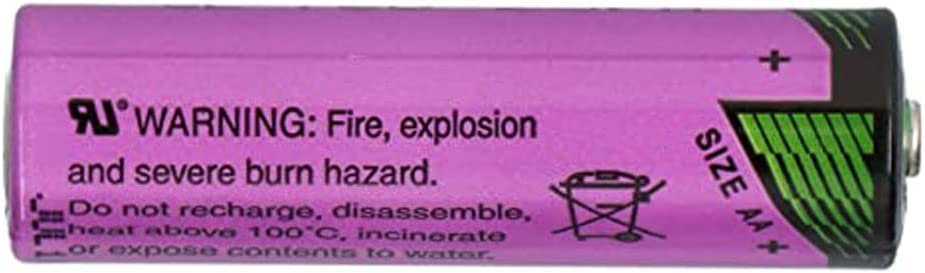 WARNING: Fire, explosion
and severe burn hazard.
Do not recharge, disassemble,
heat above 100°C, incinerate
or expose contents to water.
+
SIZE AA +